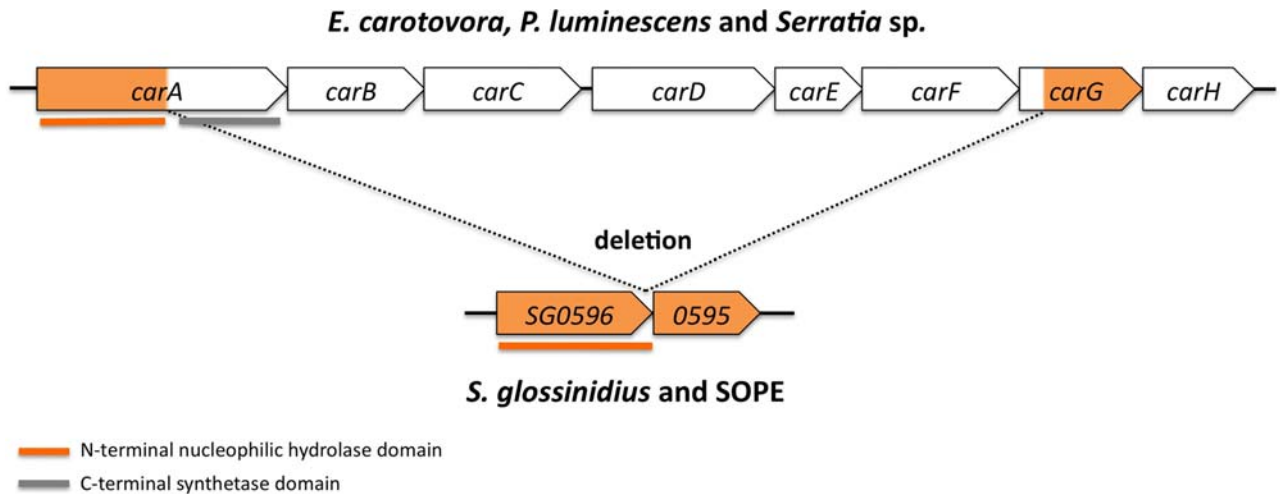 E. carotovora, P. luminescens and Serratia sp.
carA carB carC carD carE carF carG carH
deletion
SG0596 0595
S. glossinidius and SOPE
N-terminal nucleophilic hydrolase domain
C-terminal synthetase domain